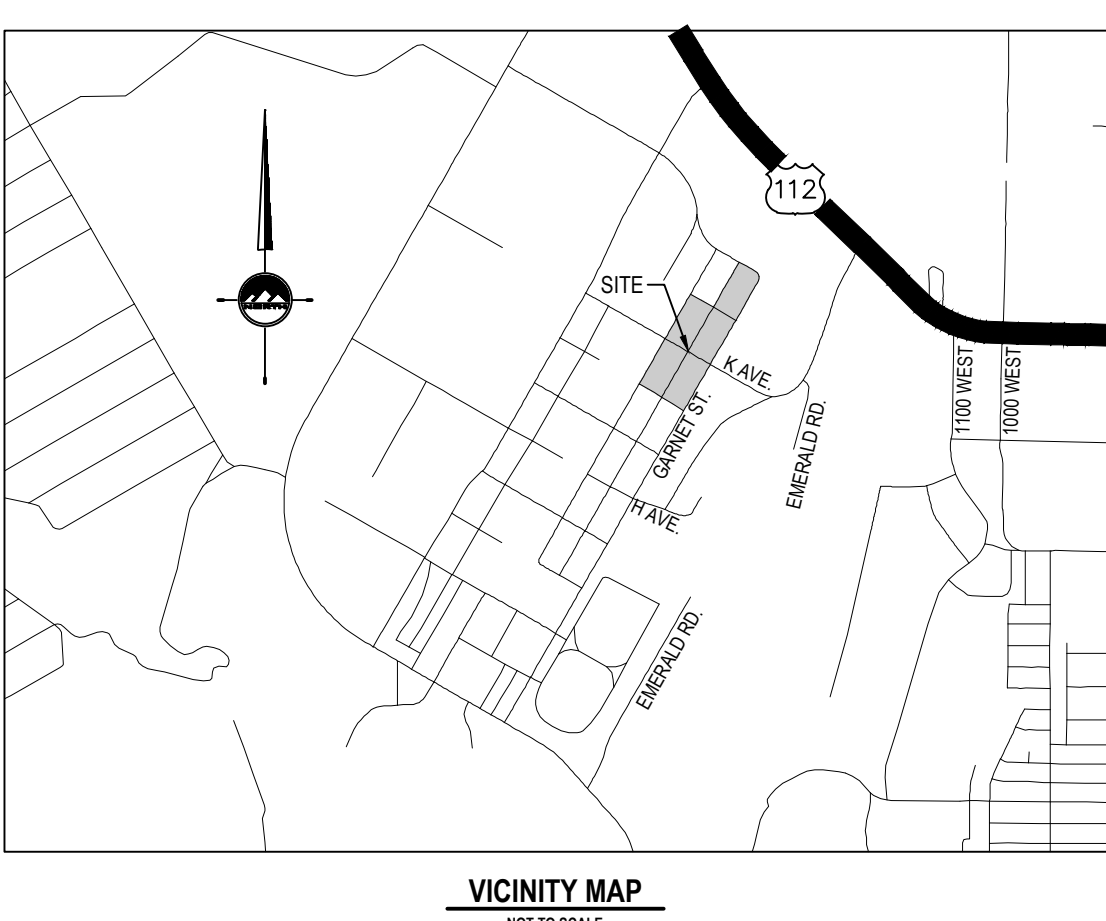 112
SITE
NORTH
K AVE.
1100 WEST
1000 WEST
GARNET ST.
EMERALD RD.
H AVE.
EMERALD RD.
VICINITY MAP
NOT TO SCALE